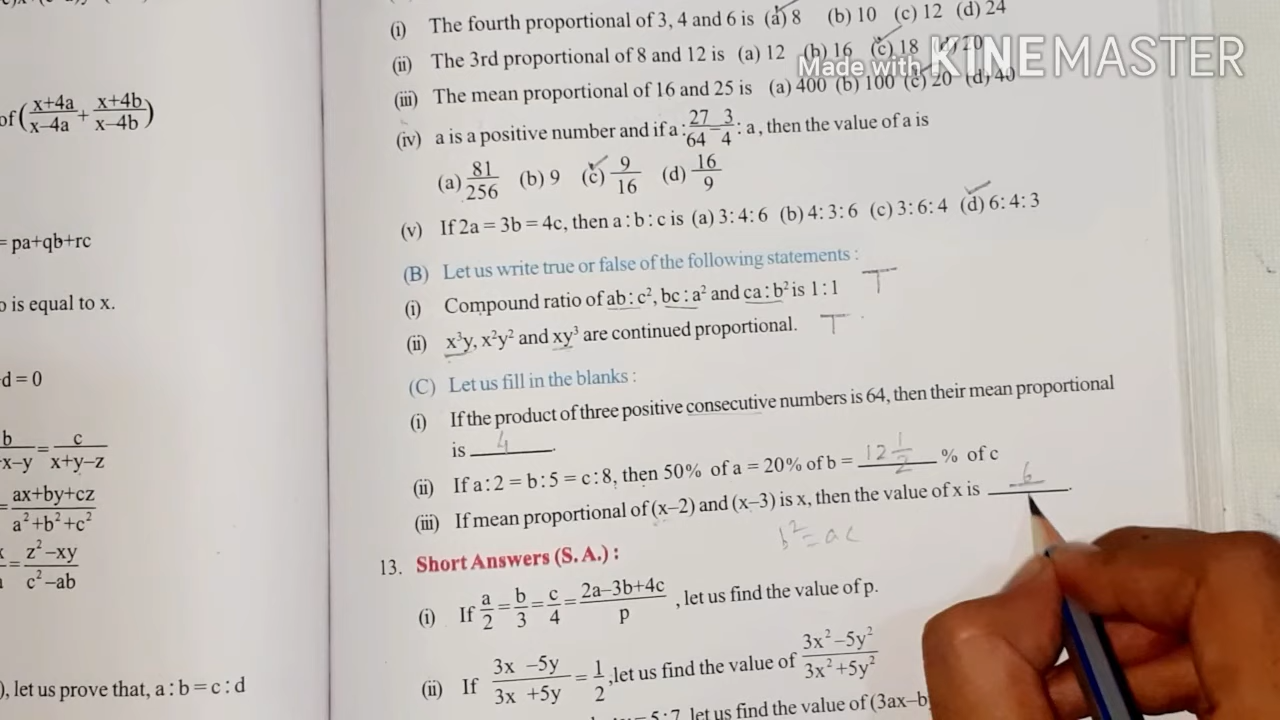 of (x+4a/x–4a + x+4b/x–4b)
= pa+qb+rc
is equal to x.
d = 0
b/x–y = c/x+y–z
= ax+by+cz/a²+b²+c²
= z²–xy/c²–ab
), let us prove that, a : b = c : d
(i) The fourth proportional of 3, 4 and 6 is (a) 8 (b) 10 (c) 12 (d) 24
(ii) The 3rd proportional of 8 and 12 is (a) 12 (b) 16 (c) 18 (d) 20
Made with KINEMASTER
(iii) The mean proportional of 16 and 25 is (a) 400 (b) 100 (c) 20 (d) 40
(iv) a is a positive number and if a : 27/64 = 3/4 : a , then the value of a is
(a) 81/256 (b) 9 (c) 9/16 (d) 16/9
(v) If 2a = 3b = 4c, then a : b : c is (a) 3 : 4 : 6 (b) 4 : 3 : 6 (c) 3 : 6 : 4 (d) 6 : 4 : 3
(B) Let us write true or false of the following statements :
(i) Compound ratio of ab : c², bc : a² and ca : b² is 1 : 1 T
(ii) x³y, x²y² and xy³ are continued proportional. T
(C) Let us fill in the blanks :
(i) If the product of three positive consecutive numbers is 64, then their mean proportional
is 4.
(ii) If a : 2 = b : 5 = c : 8, then 50% of a = 20% of b = 12 1/2 % of c
(iii) If mean proportional of (x–2) and (x–3) is x, then the value of x is 6.
b² = ac
13. Short Answers (S. A.) :
(i) If a/2 = b/3 = c/4 = 2a–3b+4c/p , let us find the value of p.
(ii) If 3x –5y/3x +5y = 1/2 ,let us find the value of 3x²–5y²/3x²+5y²
= 5 : 7, let us find the value of (3ax–b